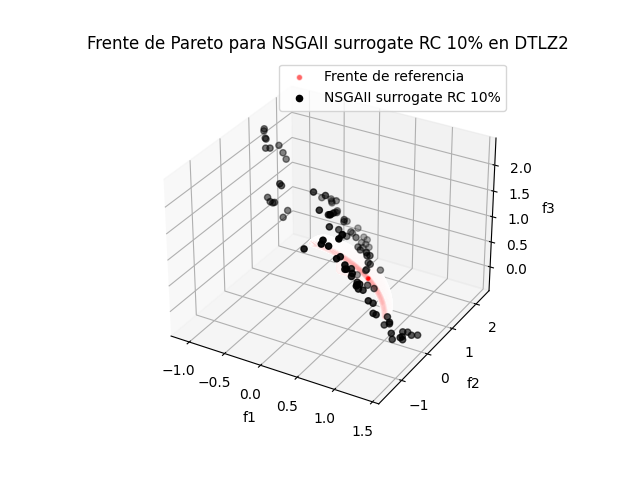 Frente de Pareto para NSGAII surrogate RC 10% en DTLZ2
Frente de referencia
NSGAII surrogate RC 10%
2.0
1.5
1.0
0.5
0.0
f3
2
1
0
−1
f2
−1.0
−0.5
0.0
0.5
1.0
1.5
f1